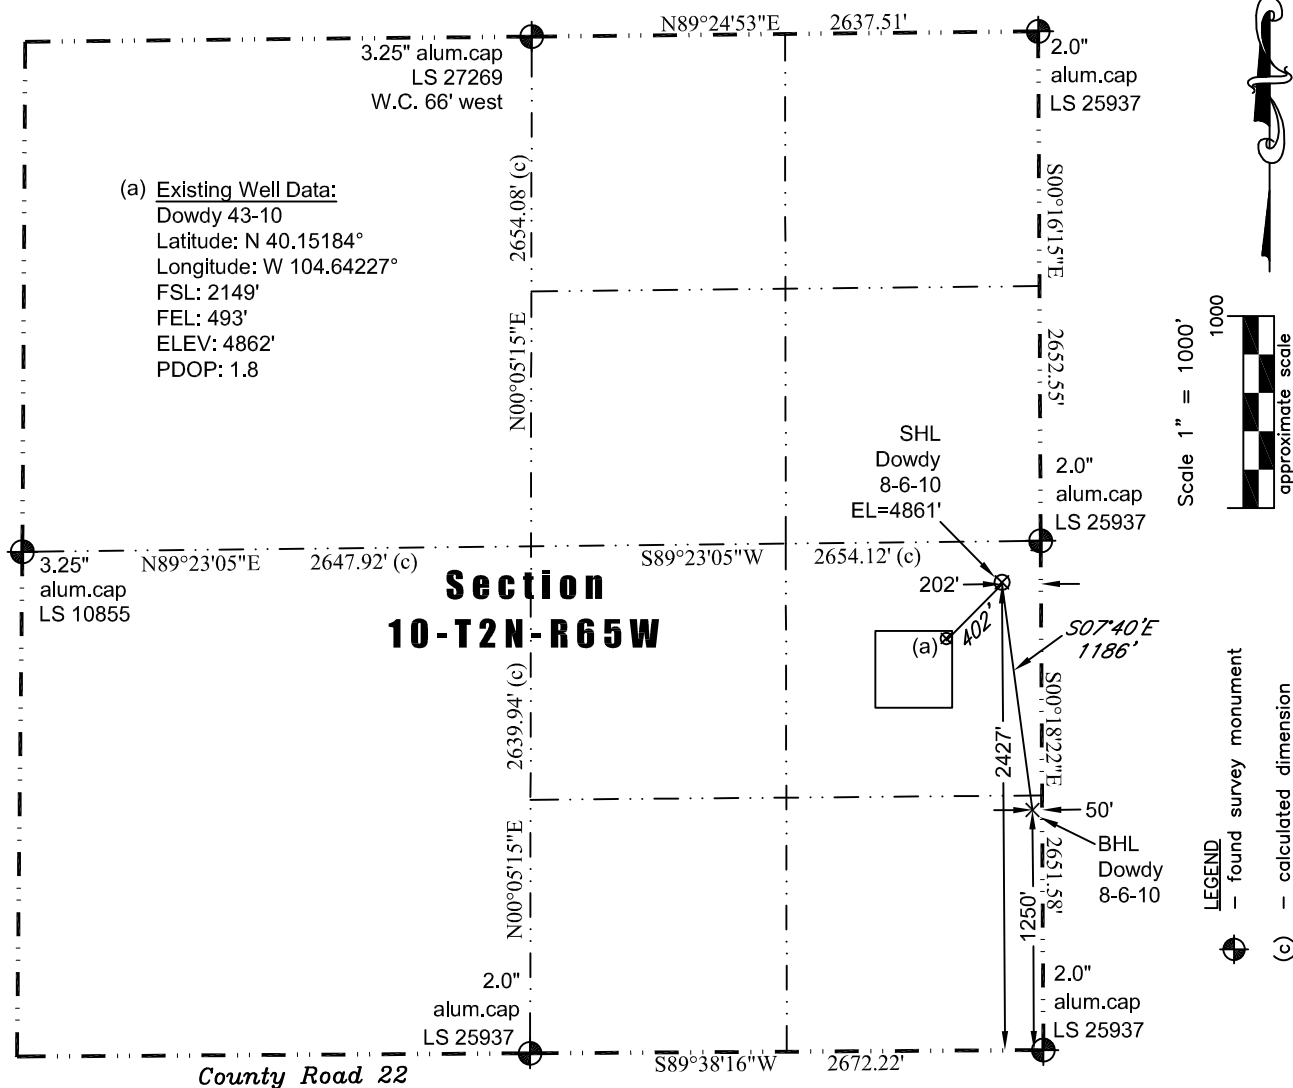 N89°24'53"E 2637.51'
3.25" alum.cap
LS 27269
W.C. 66' west
2.0"
alum.cap
LS 25937
(a) Existing Well Data:
Dowdy 43-10
Latitude: N 40.15184°
Longitude: W 104.64227°
FSL: 2149'
FEL: 493'
ELEV: 4862'
PDOP: 1.8
2654.08' (c)
N00°05'15"E
S00°16'15"E
2652.55'
Scale 1" = 1000'
1000
approximate scale
SHL
Dowdy
8-6-10
EL=4861'
2.0"
alum.cap
LS 25937
3.25"
alum.cap
LS 10855
N89°23'05"E 2647.92' (c)
S89°23'05"W 2654.12' (c)
Section
10-T2N-R65W
202'
402'
(a)
S07°40'E
1186'
2639.94' (c)
N00°05'15"E
2427'
S00°18'22"E
2651.58'
50'
BHL
Dowdy
8-6-10
1250'
LEGEND
– found survey monument
(c) – calculated dimension
2.0"
alum.cap
LS 25937
2.0"
alum.cap
LS 25937
S89°38'16"W 2672.22'
County Road 22